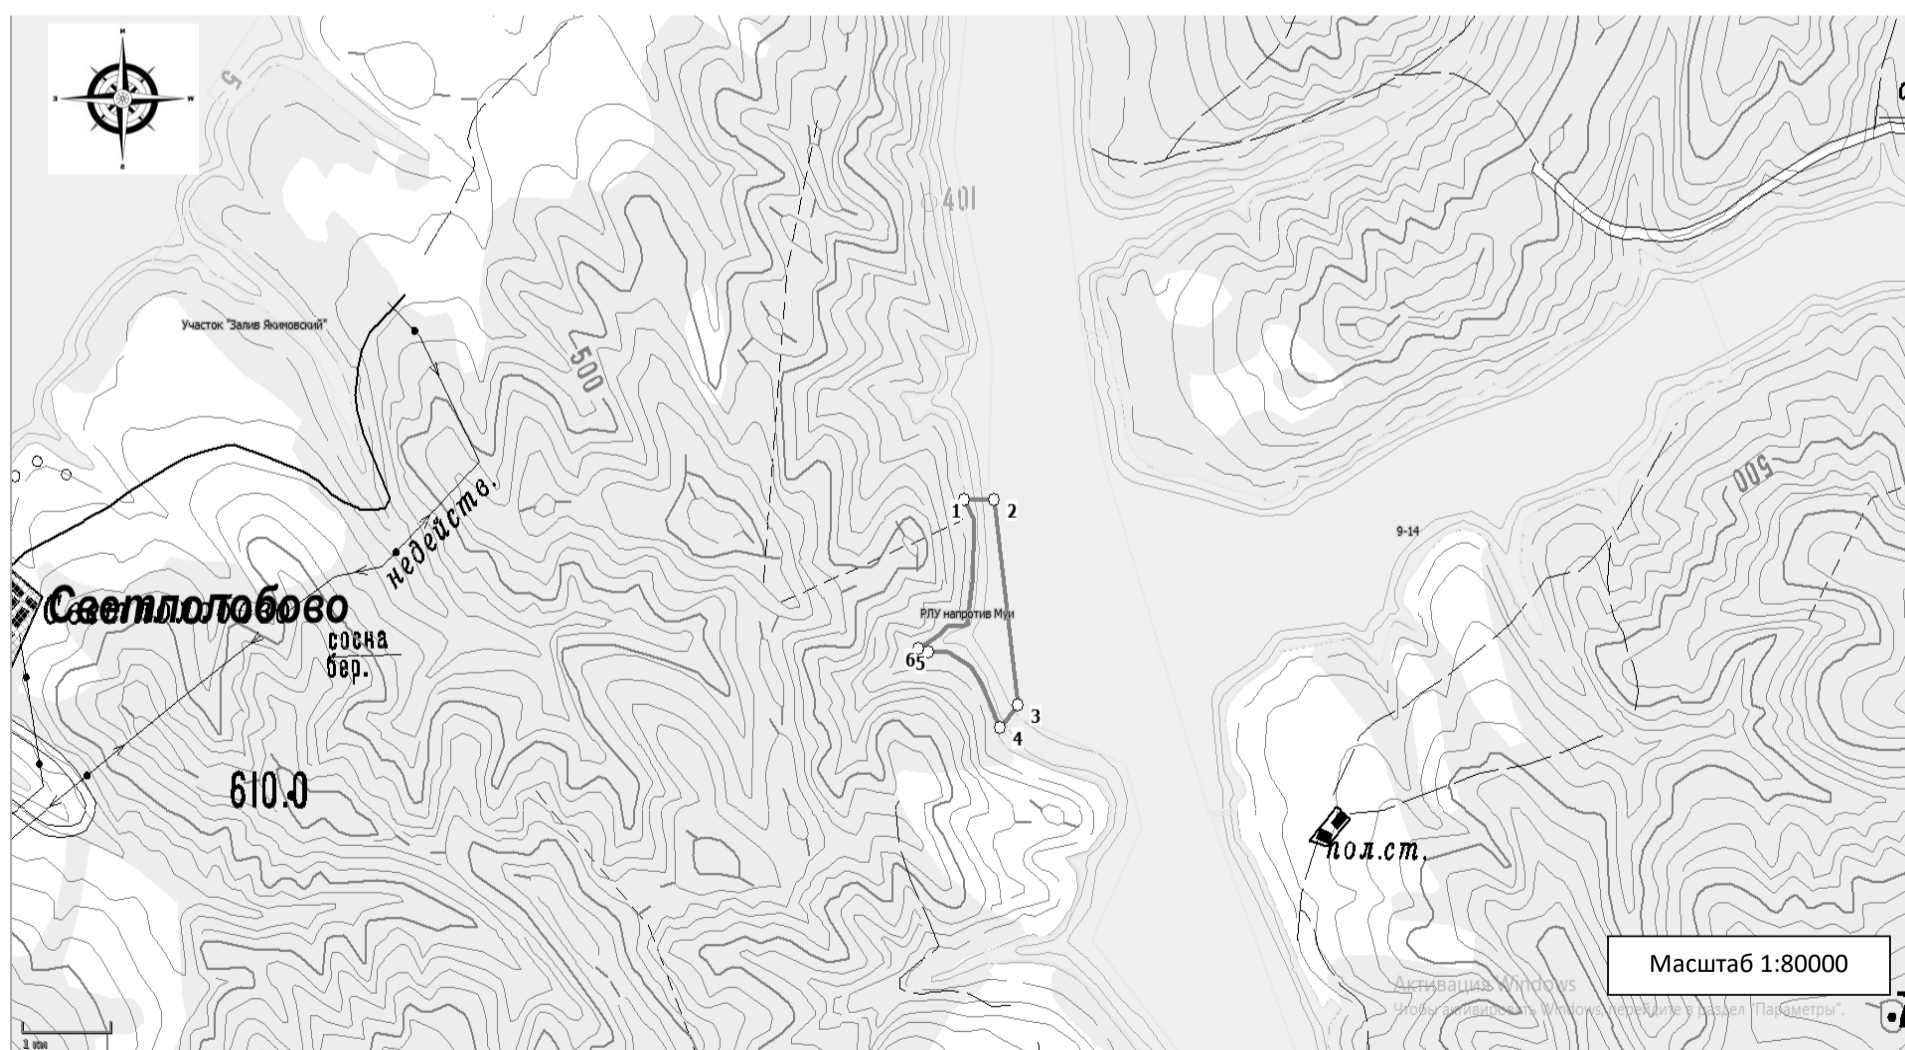 N
E
W
S
5
401
Участок "Залив Якимовский"
500
недейств.
500
1
2
9-14
Светлолобово
РЛУ напротив Муи
сосна
бер.
65
3
4
610.0
пол.ст.
Масштаб 1:80000
Активация Windows
Чтобы активировать Windows, перейдите в раздел "Параметры".
1 км